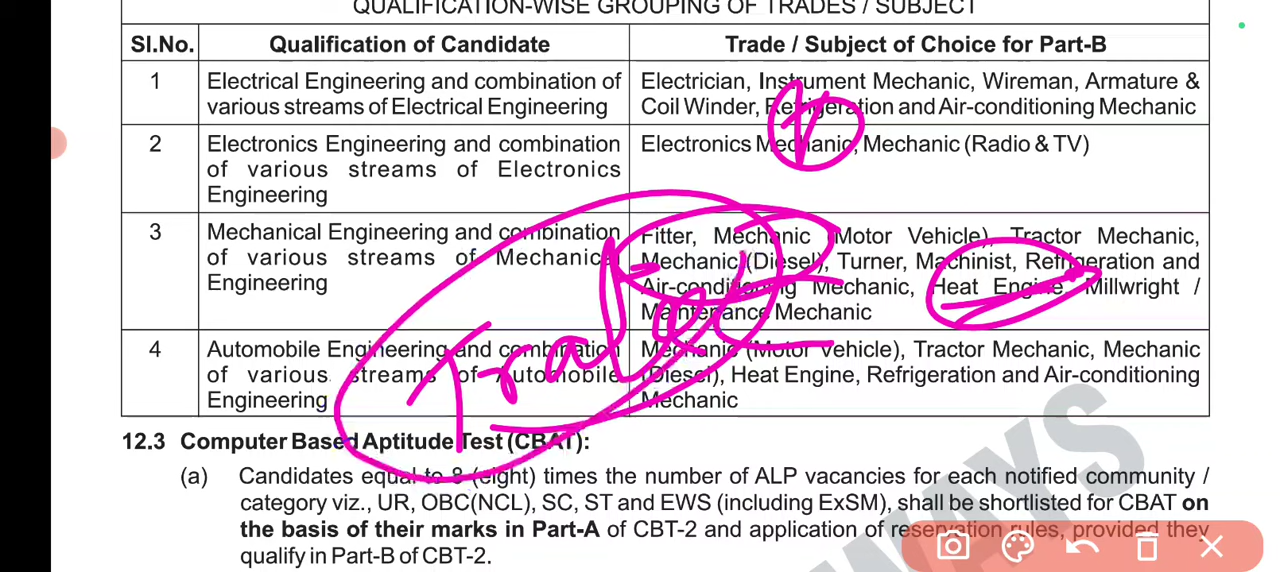 QUALIFICATION-WISE GROUPING OF TRADES / SUBJECT
Sl.No. Qualification of Candidate Trade / Subject of Choice for Part-B
1 Electrical Engineering and combination of Electrician, Instrument Mechanic, Wireman, Armature &
various streams of Electrical Engineering Coil Winder, Refrigeration and Air-conditioning Mechanic
2 Electronics Engineering and combination Electronics Mechanic, Mechanic (Radio & TV)
of various streams of Electronics
Engineering
3 Mechanical Engineering and combination Fitter, Mechanic (Motor Vehicle), Tractor Mechanic,
of various streams of Mechanical Mechanic (Diesel), Turner, Machinist, Refrigeration and
Engineering Air-conditioning Mechanic, Heat Engine, Millwright /
Maintenance Mechanic
4 Automobile Engineering and combination Mechanic (Motor Vehicle), Tractor Mechanic, Mechanic
of various streams of Automobile (Diesel), Heat Engine, Refrigeration and Air-conditioning
Engineering Mechanic
12.3 Computer Based Aptitude Test (CBAT):
(a) Candidates equal to 8 (eight) times the number of ALP vacancies for each notified community /
category viz., UR, OBC(NCL), SC, ST and EWS (including ExSM), shall be shortlisted for CBAT on
the basis of their marks in Part-A of CBT-2 and application of reservation rules, provided they
qualify in Part-B of CBT-2.